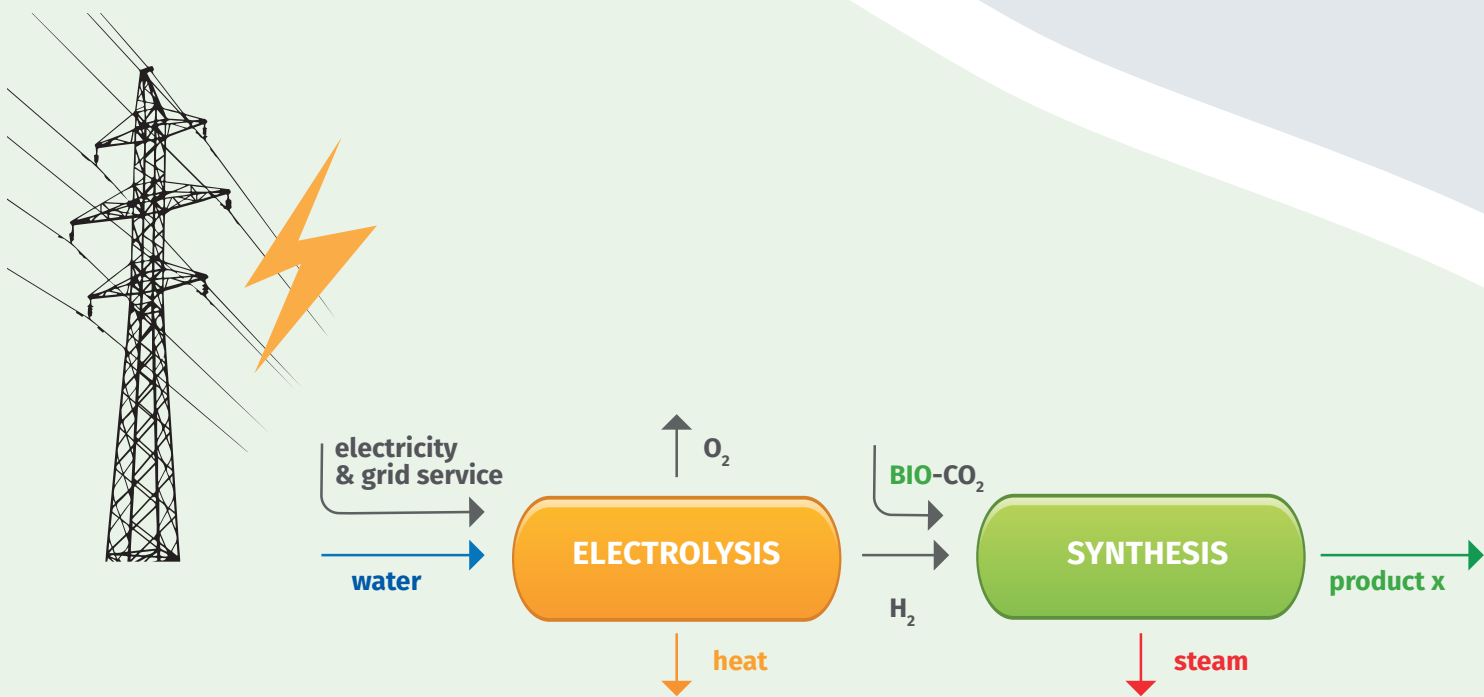 electricity
& grid service
O₂
BIO-CO₂
ELECTROLYSIS
SYNTHESIS
water
H₂
product x
heat
steam